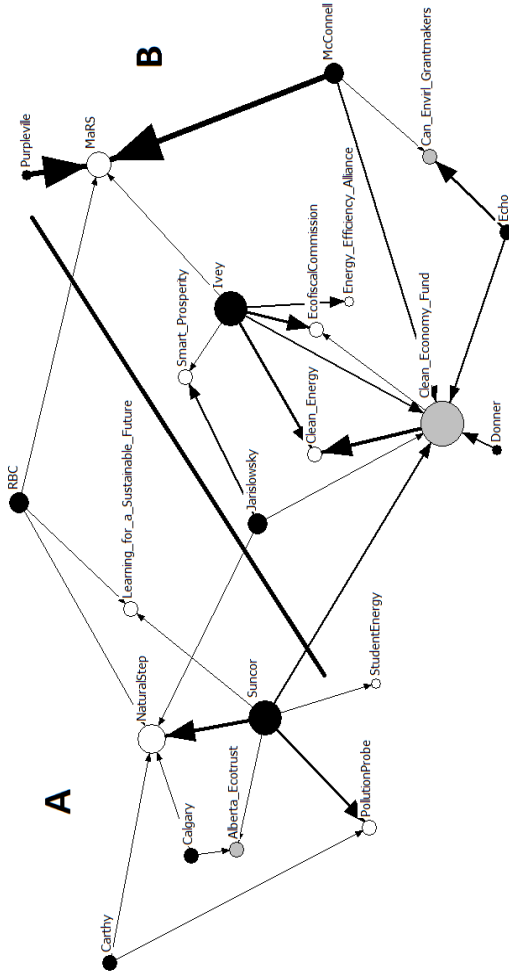 A
B
Carthy
Calgary
Alberta_Ecotrust
PollutionProbe
NaturalStep
Suncor
StudentEnergy
Learning_for_a_Sustainable_Future
RBC
Jarislowsky
Smart_Prosperity
Clean_Energy
Donner
Clean_Economy_Fund
Ivey
EcofiscalCommission
Energy_Efficiency_Alliance
Purpleville
MaRS
McConnell
Can_Envirl_Grantmakers
Echo